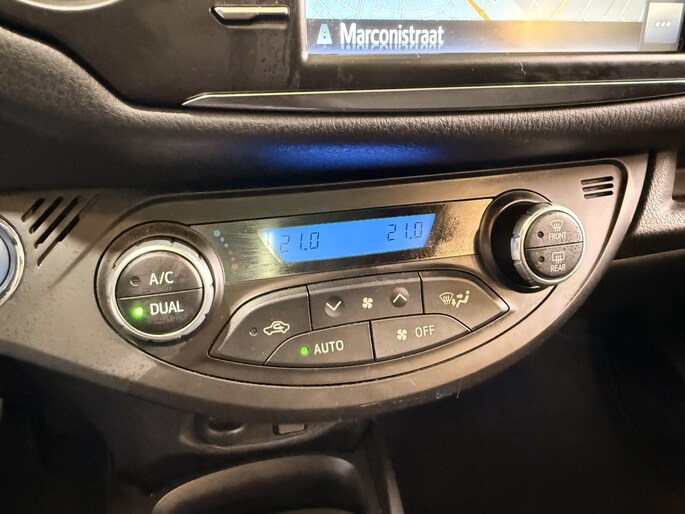 Marconistraat
21.0 21.0
A/C
DUAL
AUTO
OFF
FRONT
REAR